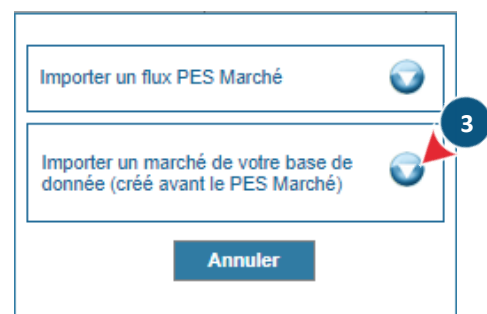 Importer un flux PES Marché
3
Importer un marché de votre base de
donnée (créé avant le PES Marché)
Annuler